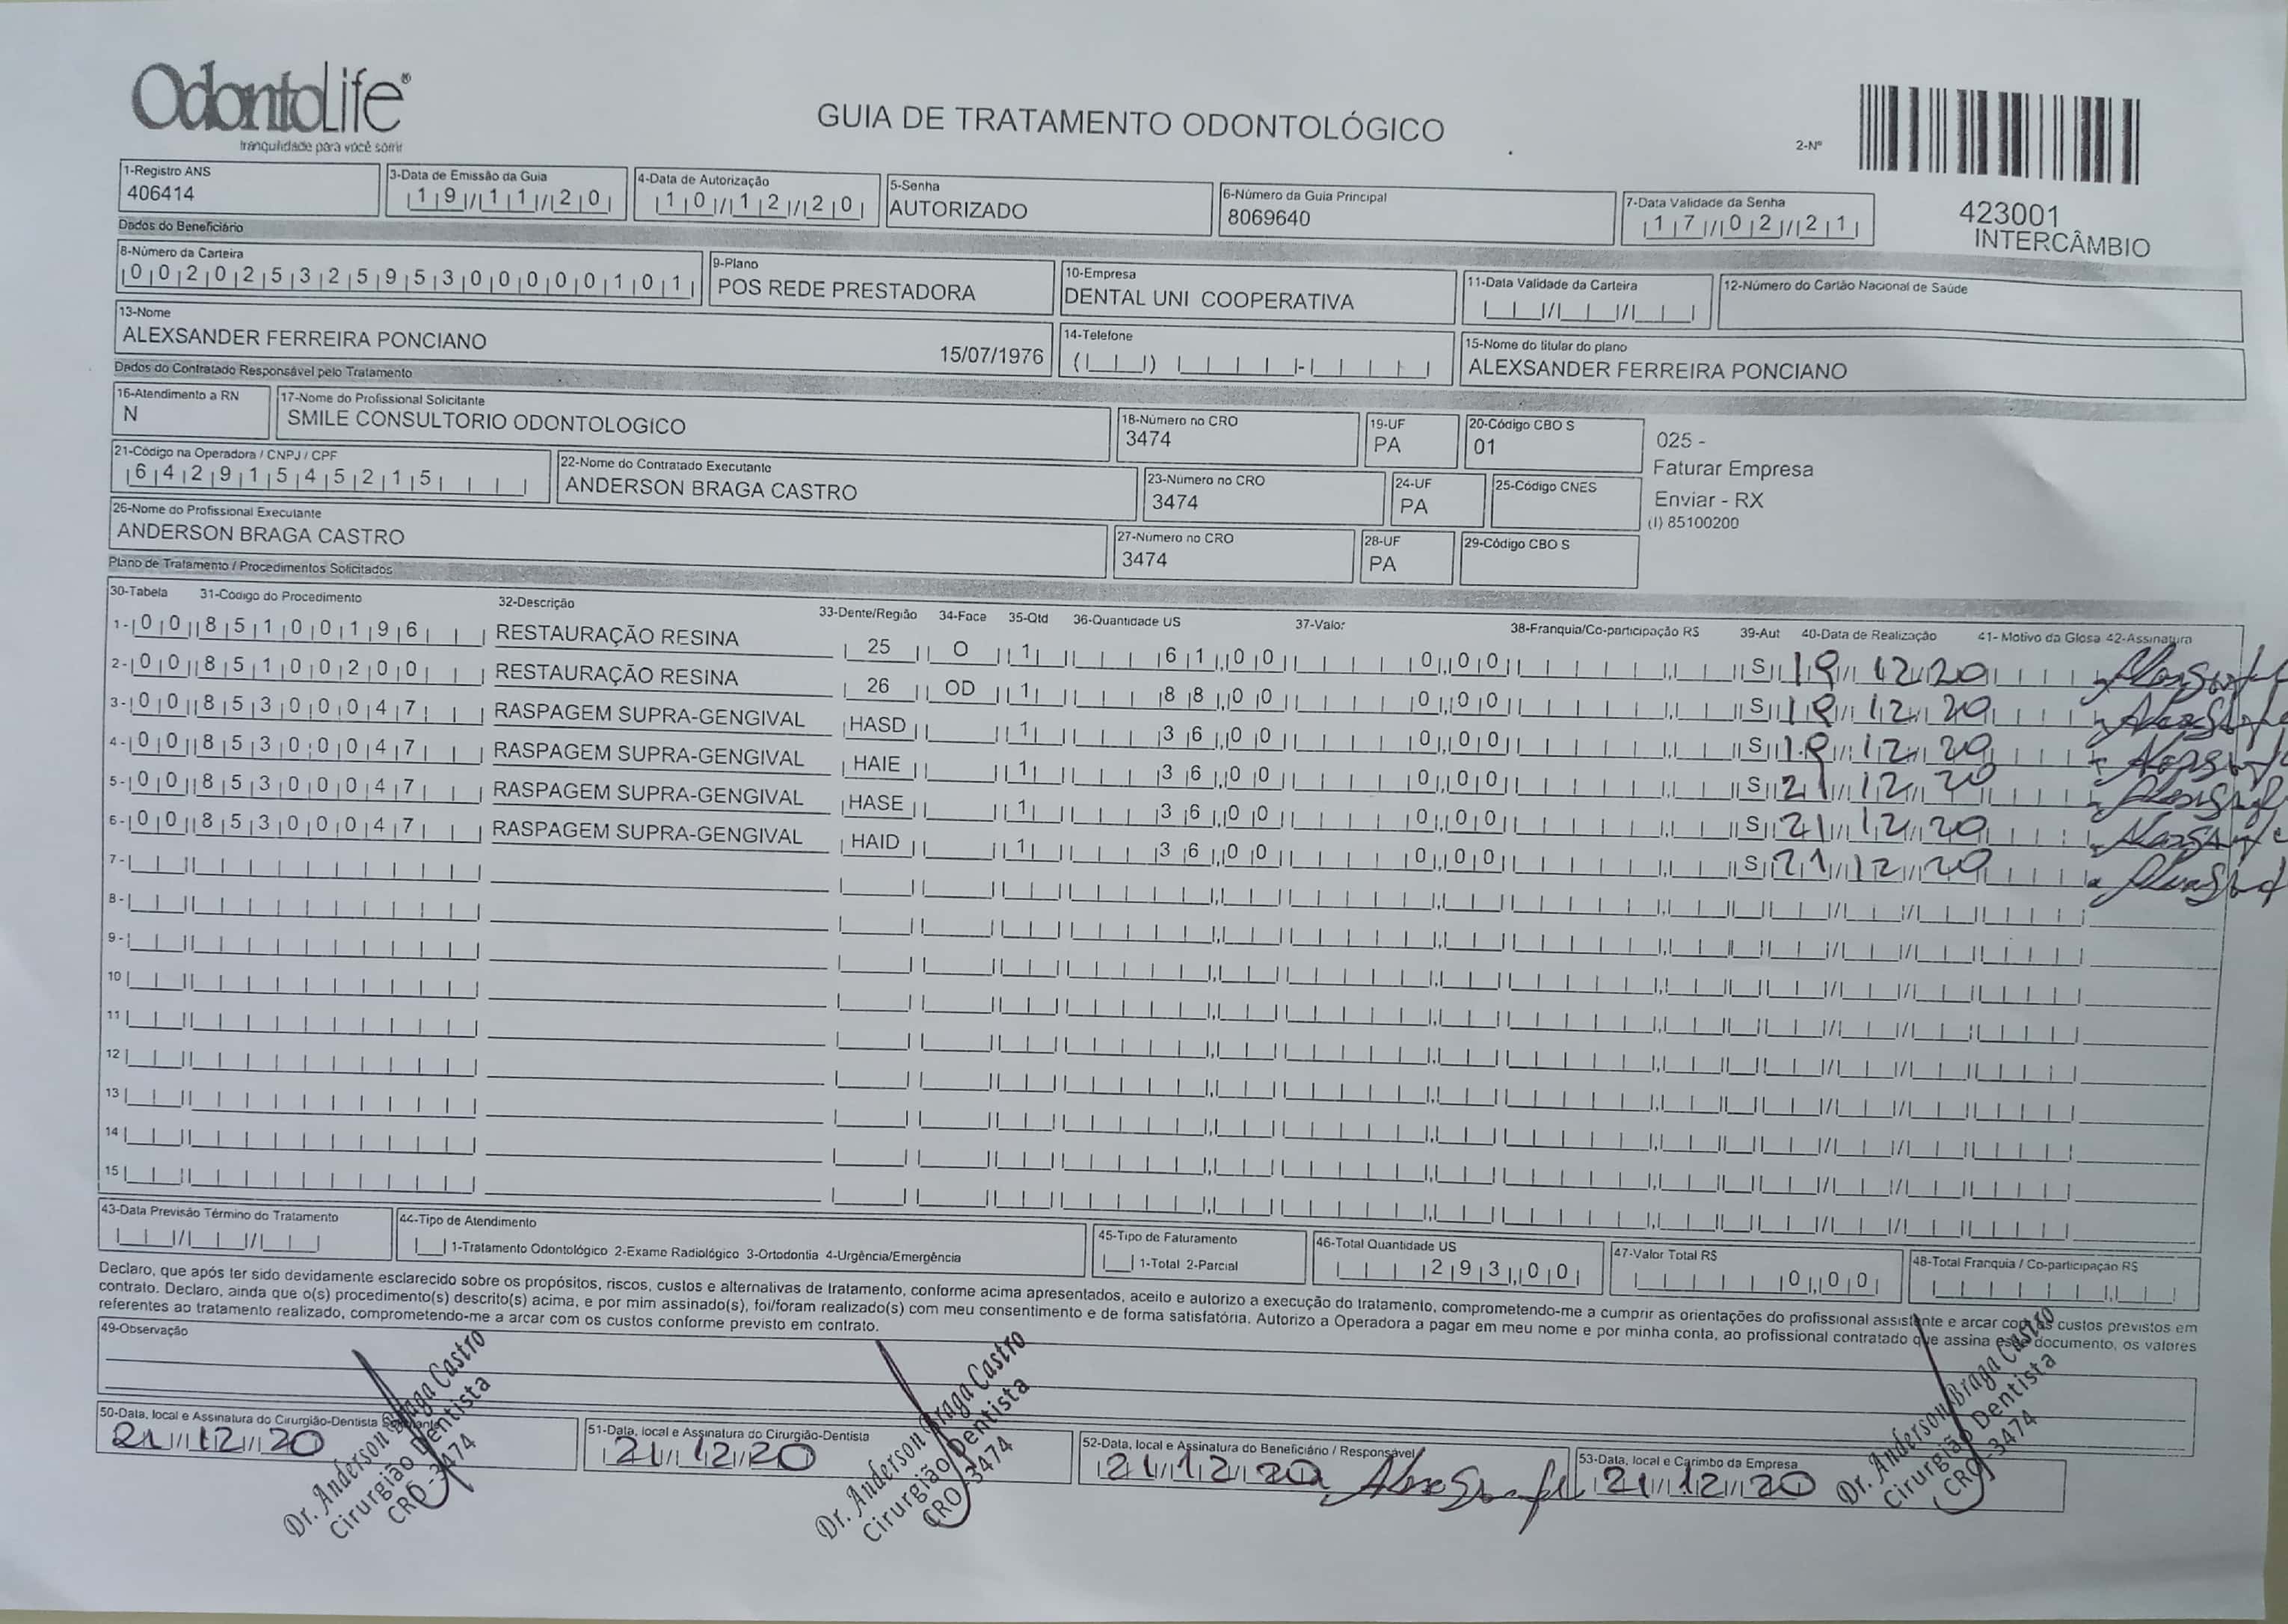 OdontoLife®
tranquilidade para você sorrir
GUIA DE TRATAMENTO ODONTOLÓGICO
2-Nº
423001
INTERCÂMBIO
1-Registro ANS
406414
3-Data de Emissão da Guia
19/11/20
4-Data de Autorização
10/12/20
5-Senha
AUTORIZADO
6-Número da Guia Principal
8069640
7-Data Validade da Senha
17/02/21
Dados do Beneficiário
8-Número da Carteira
00202532595300000101
9-Plano
POS REDE PRESTADORA
10-Empresa
DENTAL UNI COOPERATIVA
11-Data Validade da Carteira
12-Número do Cartão Nacional de Saúde
13-Nome
ALEXSANDER FERREIRA PONCIANO 15/07/1976
14-Telefone
15-Nome do titular do plano
ALEXSANDER FERREIRA PONCIANO
Dados do Contratado Responsável pelo Tratamento
16-Atendimento a RN
N
17-Nome do Profissional Solicitante
SMILE CONSULTORIO ODONTOLOGICO
18-Número no CRO
3474
19-UF
PA
20-Código CBO S
01
025 -
Faturar Empresa
Enviar - RX
(I) 85100200
21-Código na Operadora / CNPJ / CPF
64291545215
22-Nome do Contratado Executante
ANDERSON BRAGA CASTRO
23-Número no CRO
3474
24-UF
PA
25-Código CNES
26-Nome do Profissional Executante
ANDERSON BRAGA CASTRO
27-Número no CRO
3474
28-UF
PA
29-Código CBO S
Plano de Tratamento / Procedimentos Solicitados
30-Tabela 31-Código do Procedimento 32-Descrição 33-Dente/Região 34-Face 35-Qtd 36-Quantidade US 37-Valor 38-Franquia/Co-participação R$ 39-Aut 40-Data de Realização 41- Motivo da Glosa 42-Assinatura
1- 00 85100196 RESTAURAÇÃO RESINA 25 O 1 61,00 0,00 S 12/20
2- 00 85100200 RESTAURAÇÃO RESINA 26 OD 1 88,00 0,00 S 12/20
3- 00 85300047 RASPAGEM SUPRA-GENGIVAL HASD 1 36,00 0,00 S 12/20
4- 00 85300047 RASPAGEM SUPRA-GENGIVAL HAIE 1 36,00 0,00 S 21/12/20
5- 00 85300047 RASPAGEM SUPRA-GENGIVAL HASE 1 36,00 0,00 S 21/12/20
6- 00 85300047 RASPAGEM SUPRA-GENGIVAL HAID 1 36,00 0,00 S 21/12/20
7-
8-
9-
10
11
12
13
14
15
43-Data Previsão Término do Tratamento
44-Tipo de Atendimento
1-Tratamento Odontológico 2-Exame Radiológico 3-Ortodontia 4-Urgência/Emergência
45-Tipo de Faturamento
1-Total 2-Parcial
46-Total Quantidade US
293,00
47-Valor Total R$
0,00
48-Total Franquia / Co-participação R$
Declaro, que após ter sido devidamente esclarecido sobre os propósitos, riscos, custos e alternativas de tratamento, conforme acima apresentados, aceito e autorizo a execução do tratamento, comprometendo-me a cumprir as orientações do profissional assistente e arcar com os custos previstos em
contrato. Declaro, ainda que o(s) procedimento(s) descrito(s) acima, e por mim assinado(s), foi/foram realizado(s) com meu consentimento e de forma satisfatória. Autorizo a Operadora a pagar em meu nome e por minha conta, ao profissional contratado que assina esse documento, os valores
referentes ao tratamento realizado, comprometendo-me a arcar com os custos conforme previsto em contrato.
49-Observação
50-Data, local e Assinatura do Cirurgião-Dentista Solicitante
21/12/20
Dr. Anderson Braga Castro
Cirurgião Dentista
CRO-3474
51-Data, local e Assinatura do Cirurgião-Dentista
21/12/20
Dr. Anderson Braga Castro
Cirurgião Dentista
CRO-3474
52-Data, local e Assinatura do Beneficiário / Responsável
21/12/20
53-Data, local e Carimbo da Empresa
21/12/20
Dr. Anderson Braga Castro
Cirurgião Dentista
CRO-3474